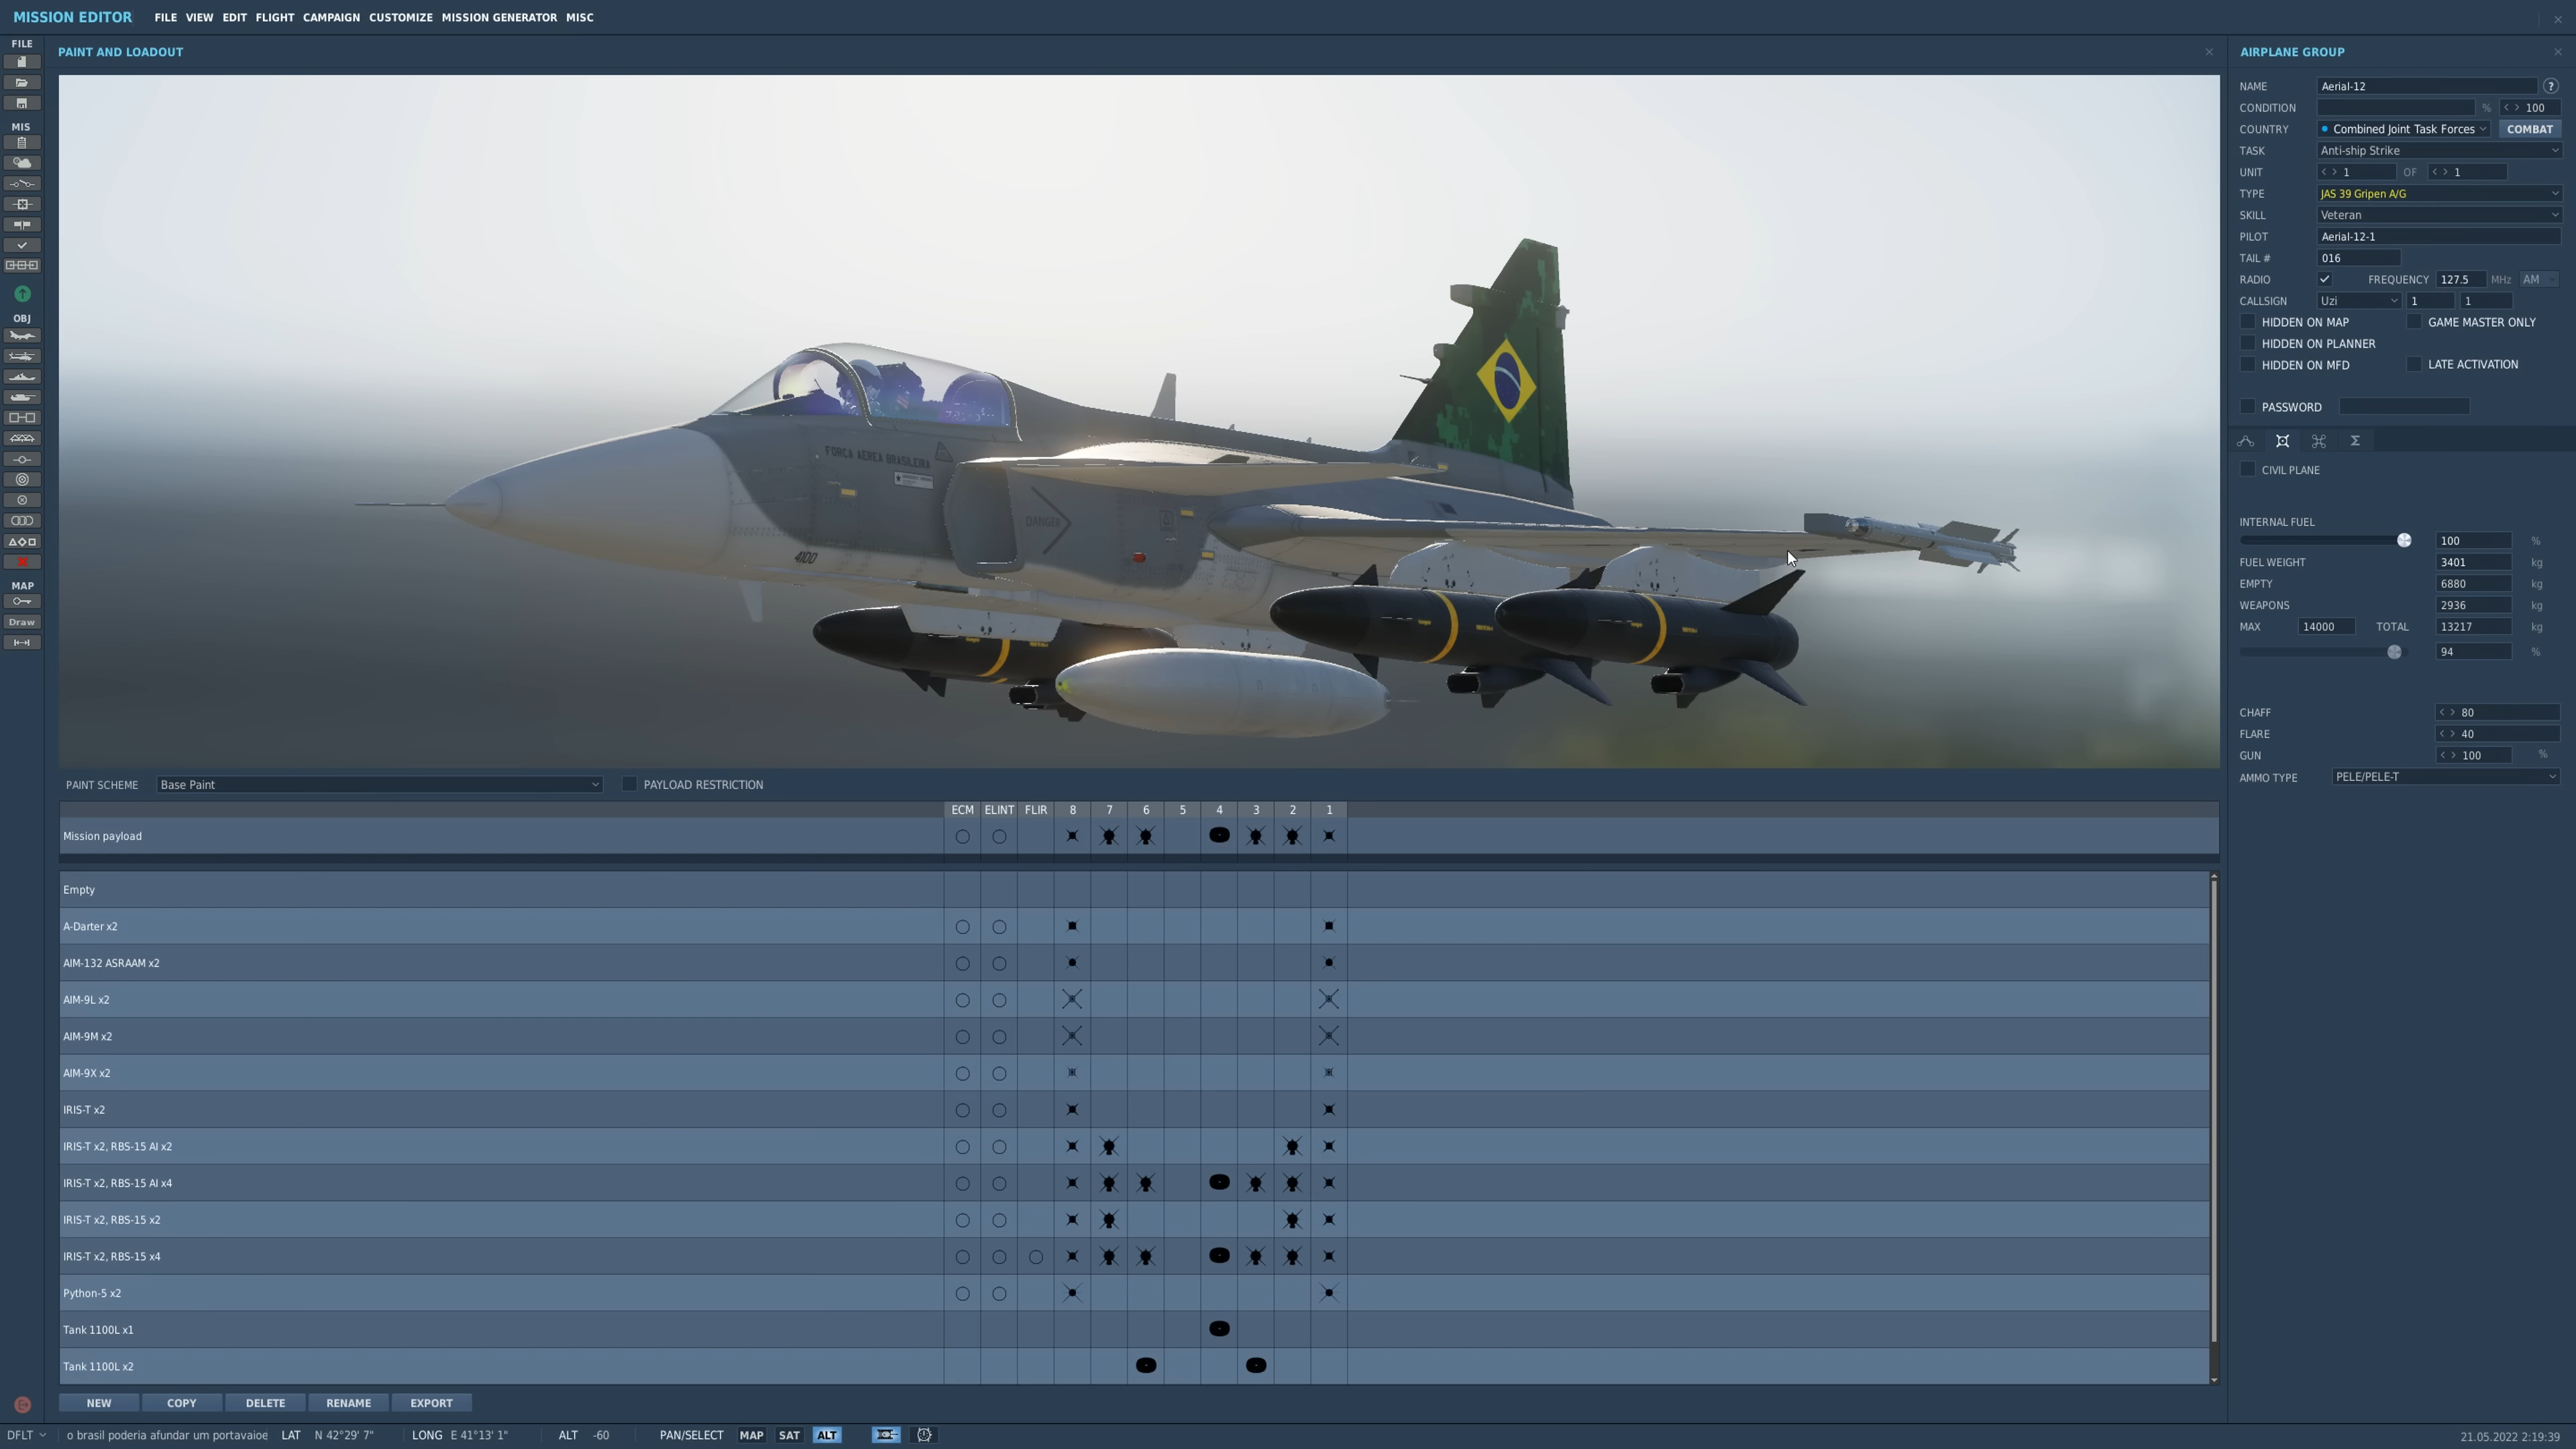 MISSION EDITOR FILE VIEW EDIT FLIGHT CAMPAIGN CUSTOMIZE MISSION GENERATOR MISC
FILE
MIS
OBJ
MAP
Draw
PAINT AND LOADOUT
FORÇA AÉREA BRASILEIRA
DANGER
4100
PAINT SCHEME Base Paint PAYLOAD RESTRICTION
ECM ELINT FLIR 8 7 6 5 4 3 2 1
Mission payload
Empty
A-Darter x2
AIM-132 ASRAAM x2
AIM-9L x2
AIM-9M x2
AIM-9X x2
IRIS-T x2
IRIS-T x2, RBS-15 AI x2
IRIS-T x2, RBS-15 AI x4
IRIS-T x2, RBS-15 x2
IRIS-T x2, RBS-15 x4
Python-5 x2
Tank 1100L x1
Tank 1100L x2
NEW COPY DELETE RENAME EXPORT
AIRPLANE GROUP
NAME Aerial-12 ?
CONDITION % < > 100
COUNTRY Combined Joint Task Forces COMBAT
TASK Anti-ship Strike
UNIT < > 1 OF < > 1
TYPE JAS 39 Gripen A/G
SKILL Veteran
PILOT Aerial-12-1
TAIL # 016
RADIO FREQUENCY 127.5 MHz AM
CALLSIGN Uzi 1 1
HIDDEN ON MAP GAME MASTER ONLY
HIDDEN ON PLANNER
HIDDEN ON MFD LATE ACTIVATION
PASSWORD
Σ
CIVIL PLANE
INTERNAL FUEL
100 %
FUEL WEIGHT 3401 kg
EMPTY 6880 kg
WEAPONS 2936 kg
MAX 14000 TOTAL 13217 kg
94 %
CHAFF < > 80
FLARE < > 40
GUN < > 100 %
AMMO TYPE PELE/PELE-T
DFLT o brasil poderia afundar um portavaioe LAT N 42°29' 7" LONG E 41°13' 1" ALT -60 PAN/SELECT MAP SAT ALT 21.05.2022 2:19:39